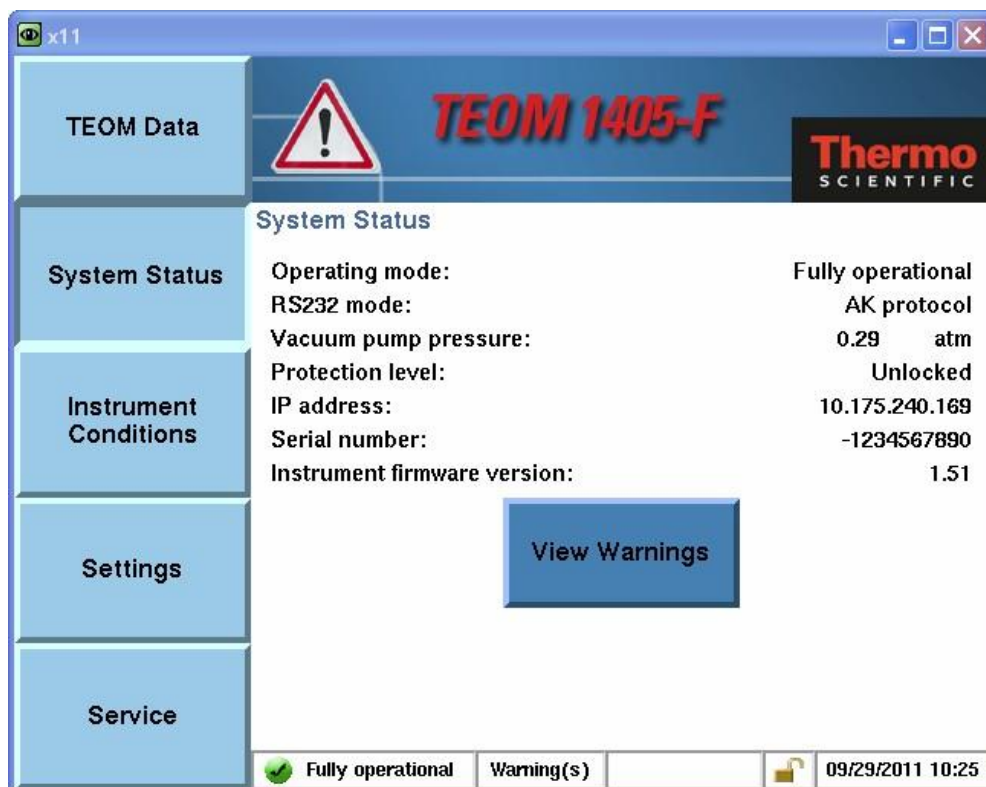 x11
TEOM Data
TEOM 1405-F
Thermo
SCIENTIFIC
System Status
System Status
Operating mode: Fully operational
RS232 mode: AK protocol
Vacuum pump pressure: 0.29 atm
Protection level: Unlocked
IP address: 10.175.240.169
Serial number: -1234567890
Instrument firmware version: 1.51
Instrument
Conditions
View Warnings
Settings
Service
Fully operational Warning(s) 09/29/2011 10:25